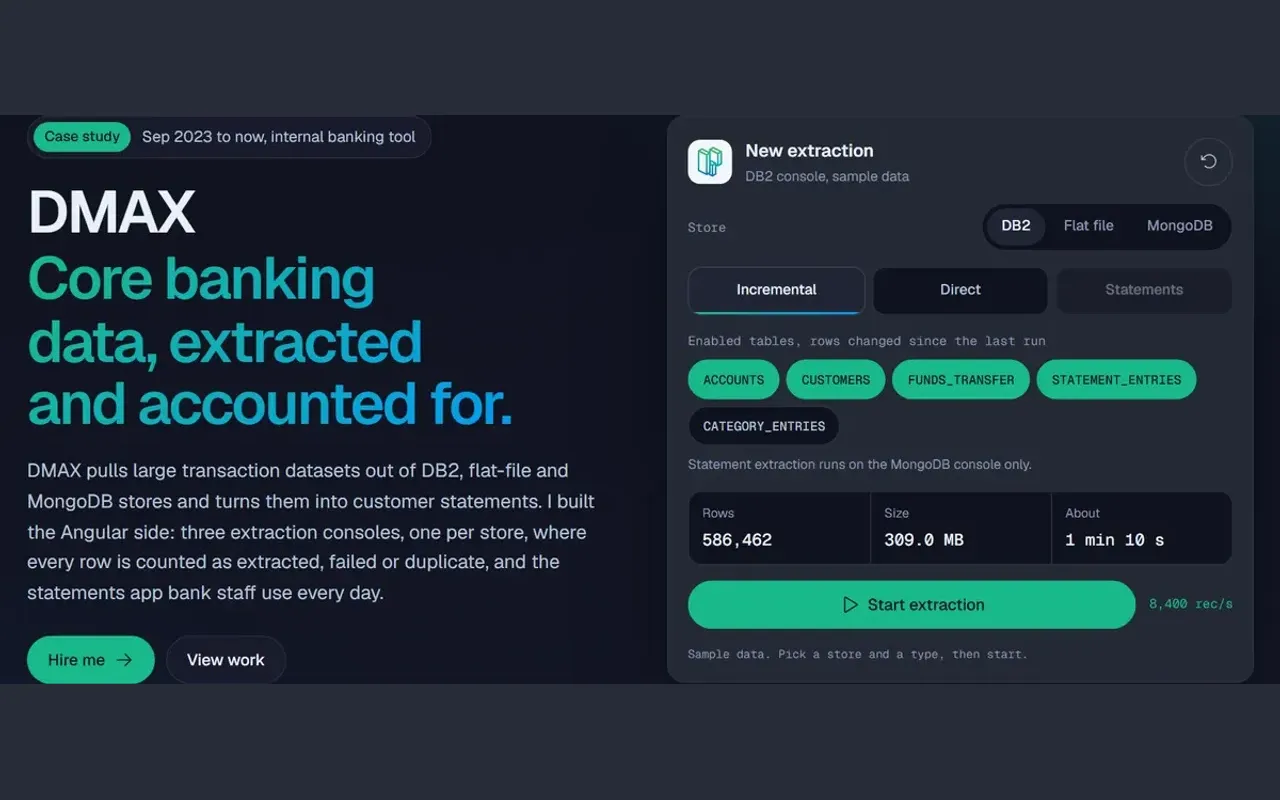 Case study
Sep 2023 to now, internal banking tool
DMAX
Core banking
data, extracted
and accounted for.
DMAX pulls large transaction datasets out of DB2, flat-file and
MongoDB stores and turns them into customer statements. I built
the Angular side: three extraction consoles, one per store, where
every row is counted as extracted, failed or duplicate, and the
statements app bank staff use every day.
Hire me
View work
New extraction
DB2 console, sample data
Store
DB2
Flat file
MongoDB
Incremental
Direct
Statements
Enabled tables, rows changed since the last run
ACCOUNTS
CUSTOMERS
FUNDS_TRANSFER
STATEMENT_ENTRIES
CATEGORY_ENTRIES
Statement extraction runs on the MongoDB console only.
Rows
586,462
Size
309.0 MB
About
1 min 10 s
Start extraction
8,400 rec/s
Sample data. Pick a store and a type, then start.